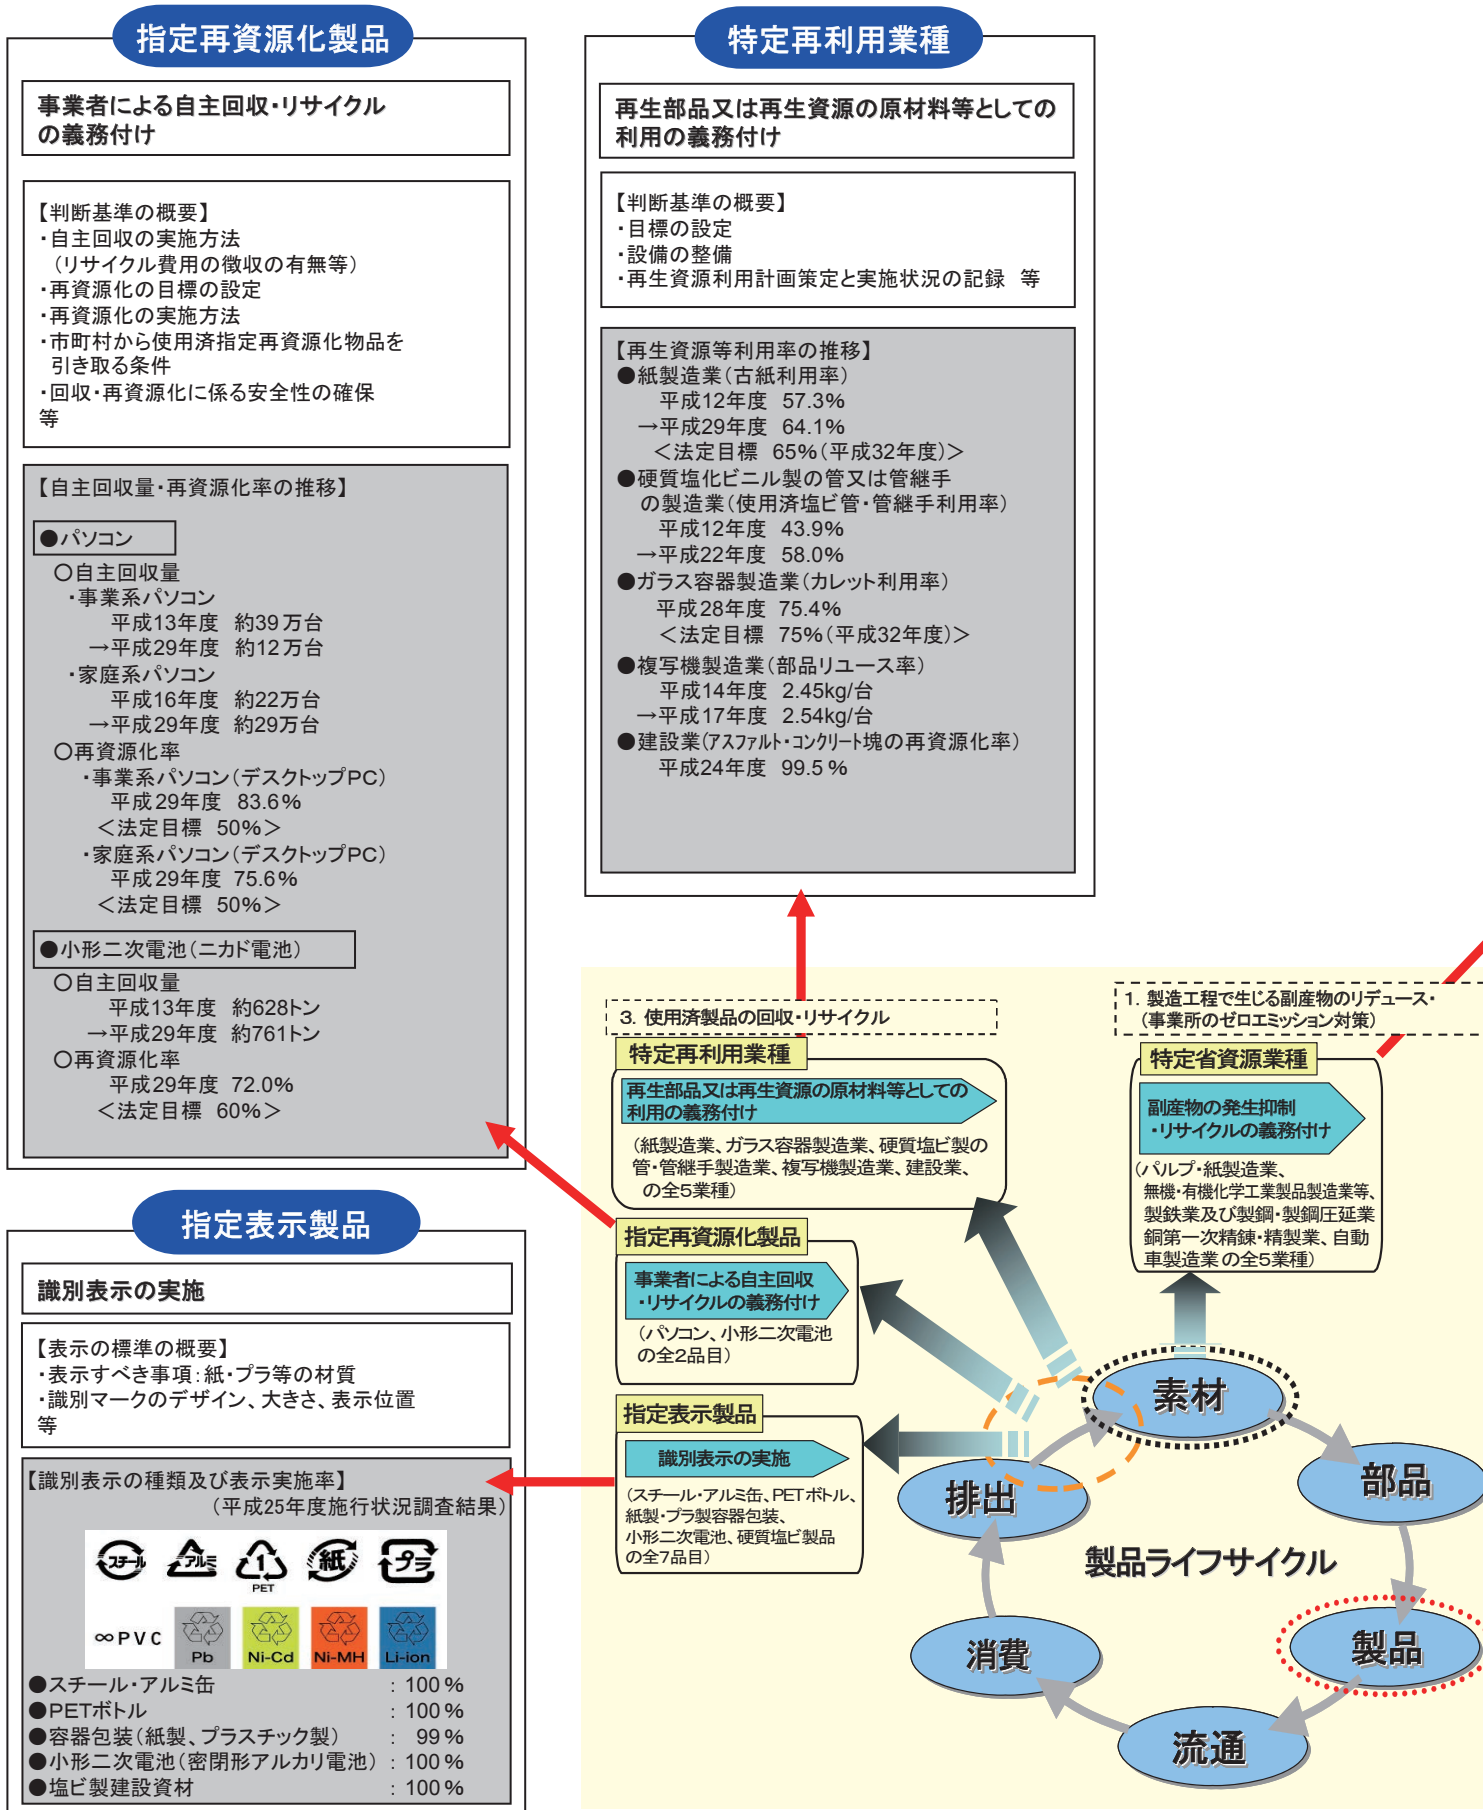 指定再資源化製品
事業者による自主回収・リサイクル
の義務付け
【判断基準の概要】
・自主回収の実施方法
（リサイクル費用の徴収の有無等）
・再資源化の目標の設定
・再資源化の実施方法
・市町村から使用済指定再資源化物品を
引き取る条件
・回収・再資源化に係る安全性の確保
等
【自主回収量・再資源化率の推移】
●パソコン
○自主回収量
・事業系パソコン
平成13年度　約39万台
→平成29年度　約12万台
・家庭系パソコン
平成16年度　約22万台
→平成29年度　約29万台
○再資源化率
・事業系パソコン（デスクトップPC）
平成29年度　83.6％
＜法定目標　50％＞
・家庭系パソコン（デスクトップPC）
平成29年度　75.6％
＜法定目標　50％＞
●小形二次電池（ニカド電池）
○自主回収量
平成13年度　約628トン
→平成29年度　約761トン
○再資源化率
平成29年度　72.0％
＜法定目標　60％＞
指定表示製品
識別表示の実施
【表示の標準の概要】
・表示すべき事項：紙・プラ等の材質
・識別マークのデザイン、大きさ、表示位置
等
【識別表示の種類及び表示実施率】
（平成25年度施行状況調査結果）
スチール　アルミ　1　紙　プラ
PET
∞PVC　Pb　Ni-Cd　Ni-MH　Li-ion
●スチール・アルミ缶　：100％
●PETボトル　：100％
●容器包装（紙製、プラスチック製）　：　99％
●小形二次電池（密閉形アルカリ電池）：100％
●塩ビ製建設資材　：100％
特定再利用業種
再生部品又は再生資源の原材料等としての
利用の義務付け
【判断基準の概要】
・目標の設定
・設備の整備
・再生資源利用計画策定と実施状況の記録　等
【再生資源等利用率の推移】
●紙製造業（古紙利用率）
平成12年度　57.3％
→平成29年度　64.1％
＜法定目標　65％（平成32年度）＞
●硬質塩化ビニル製の管又は管継手
の製造業（使用済塩ビ管・管継手利用率）
平成12年度　43.9％
→平成22年度　58.0％
●ガラス容器製造業（カレット利用率）
平成28年度　75.4％
＜法定目標　75％（平成32年度）＞
●複写機製造業（部品リユース率）
平成14年度　2.45kg/台
→平成17年度　2.54kg/台
●建設業（アスファルト・コンクリート塊の再資源化率）
平成24年度　99.5％
3. 使用済製品の回収・リサイクル
特定再利用業種
再生部品又は再生資源の原材料等としての
利用の義務付け
（紙製造業、ガラス容器製造業、硬質塩ビ製の
管・管継手製造業、複写機製造業、建設業、
の全5業種）
指定再資源化製品
事業者による自主回収
・リサイクルの義務付け
（パソコン、小形二次電池
の全2品目）
指定表示製品
識別表示の実施
（スチール・アルミ缶、PETボトル、
紙製・プラ製容器包装、
小形二次電池、硬質塩ビ製品
の全7品目）
1. 製造工程で生じる副産物のリデュース・
（事業所のゼロエミッション対策）
特定省資源業種
副産物の発生抑制
・リサイクルの義務付け
（パルプ・紙製造業、
無機・有機化学工業製品製造業等、
製鉄業及び製鋼・製鋼圧延業
銅第一次精錬・精製業、自動
車製造業の全5業種）
素材
部品
排出
製品ライフサイクル
製品
消費
流通